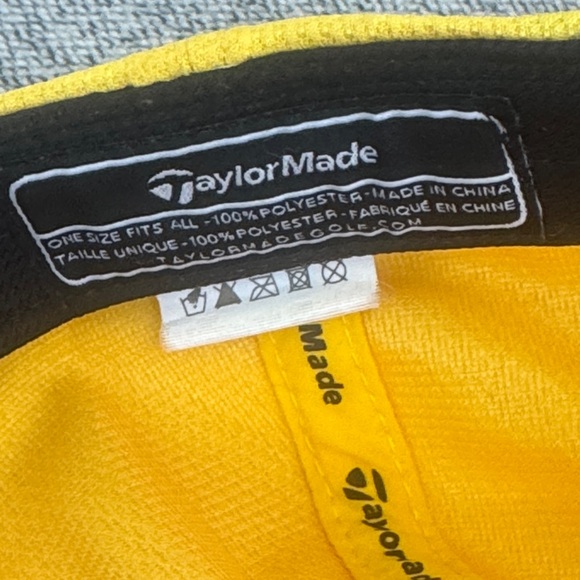 TaylorMade
ONE SIZE FITS ALL - 100% POLYESTER - MADE IN CHINA
TAILLE UNIQUE - 100% POLYESTER - FABRIQUÉ EN CHINE
TAYLORMADEGOLF.COM
Made
Tayorad